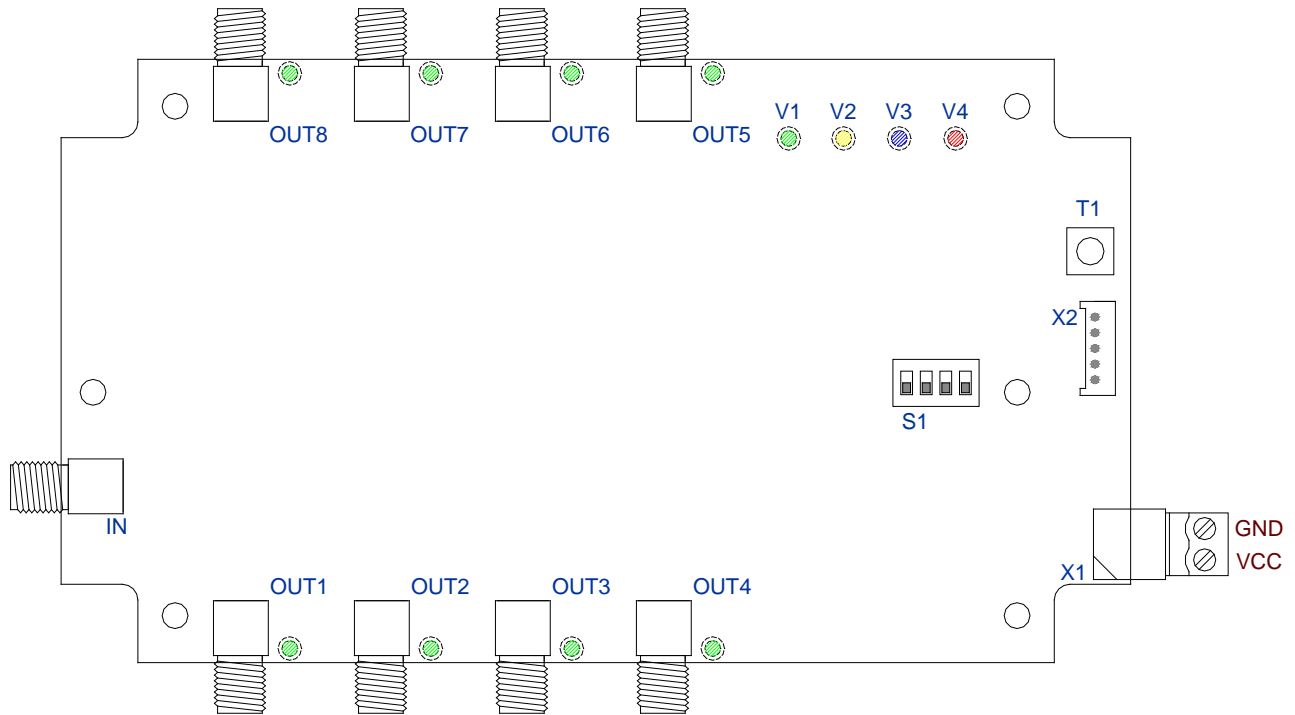 OUT8
OUT7
OUT6
OUT5
V1
V2
V3
V4
T1
X2
S1
IN
GND
VCC
X1
OUT1
OUT2
OUT3
OUT4